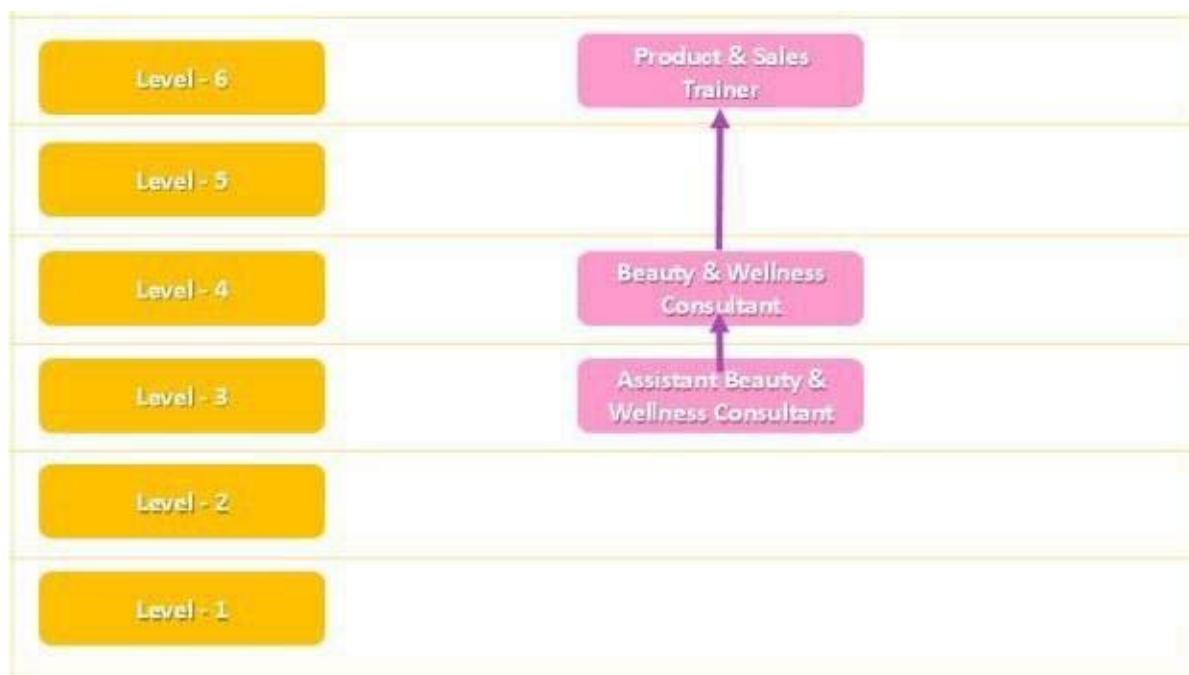 Level - 6
Product & Sales
Trainer
Level - 5
Level - 4
Beauty & Wellness
Consultant
Level - 3
Assistant Beauty &
Wellness Consultant
Level - 2
Level - 1